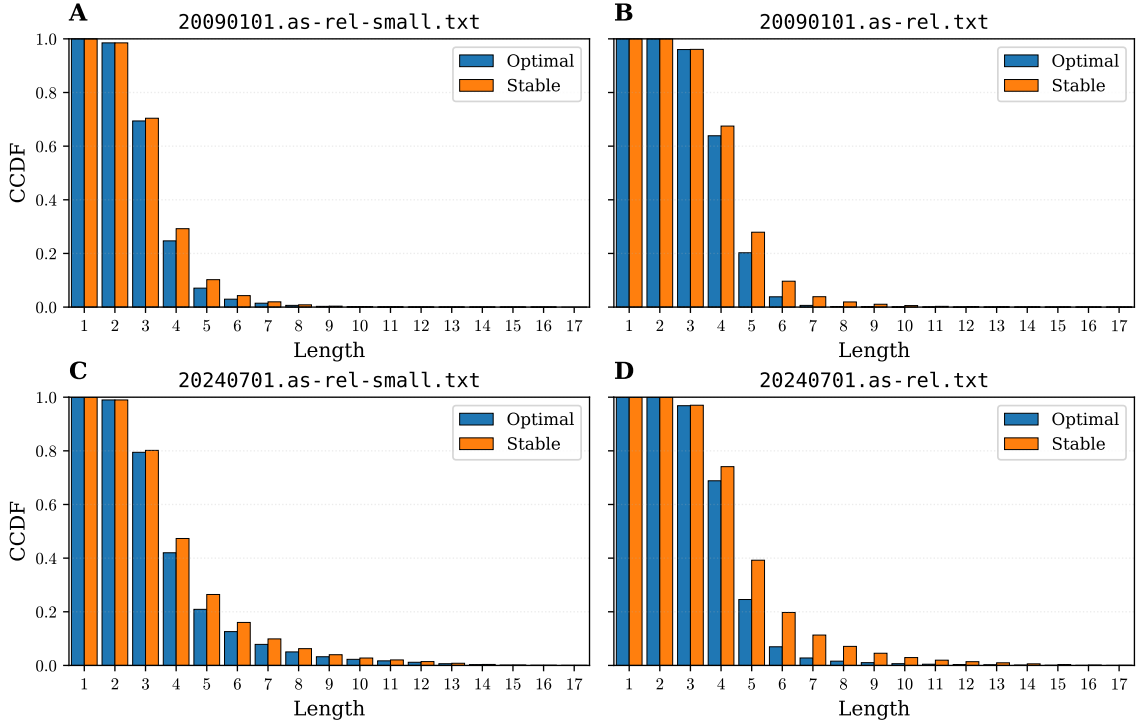 A
20090101.as-rel-small.txt
CCDF
1.0
0.8
0.6
0.4
0.2
0.0
Optimal
Stable
1 2 3 4 5 6 7 8 9 10 11 12 13 14 15 16 17
Length
B
20090101.as-rel.txt
Optimal
Stable
1 2 3 4 5 6 7 8 9 10 11 12 13 14 15 16 17
Length
C
20240701.as-rel-small.txt
CCDF
1.0
0.8
0.6
0.4
0.2
0.0
Optimal
Stable
1 2 3 4 5 6 7 8 9 10 11 12 13 14 15 16 17
Length
D
20240701.as-rel.txt
Optimal
Stable
1 2 3 4 5 6 7 8 9 10 11 12 13 14 15 16 17
Length